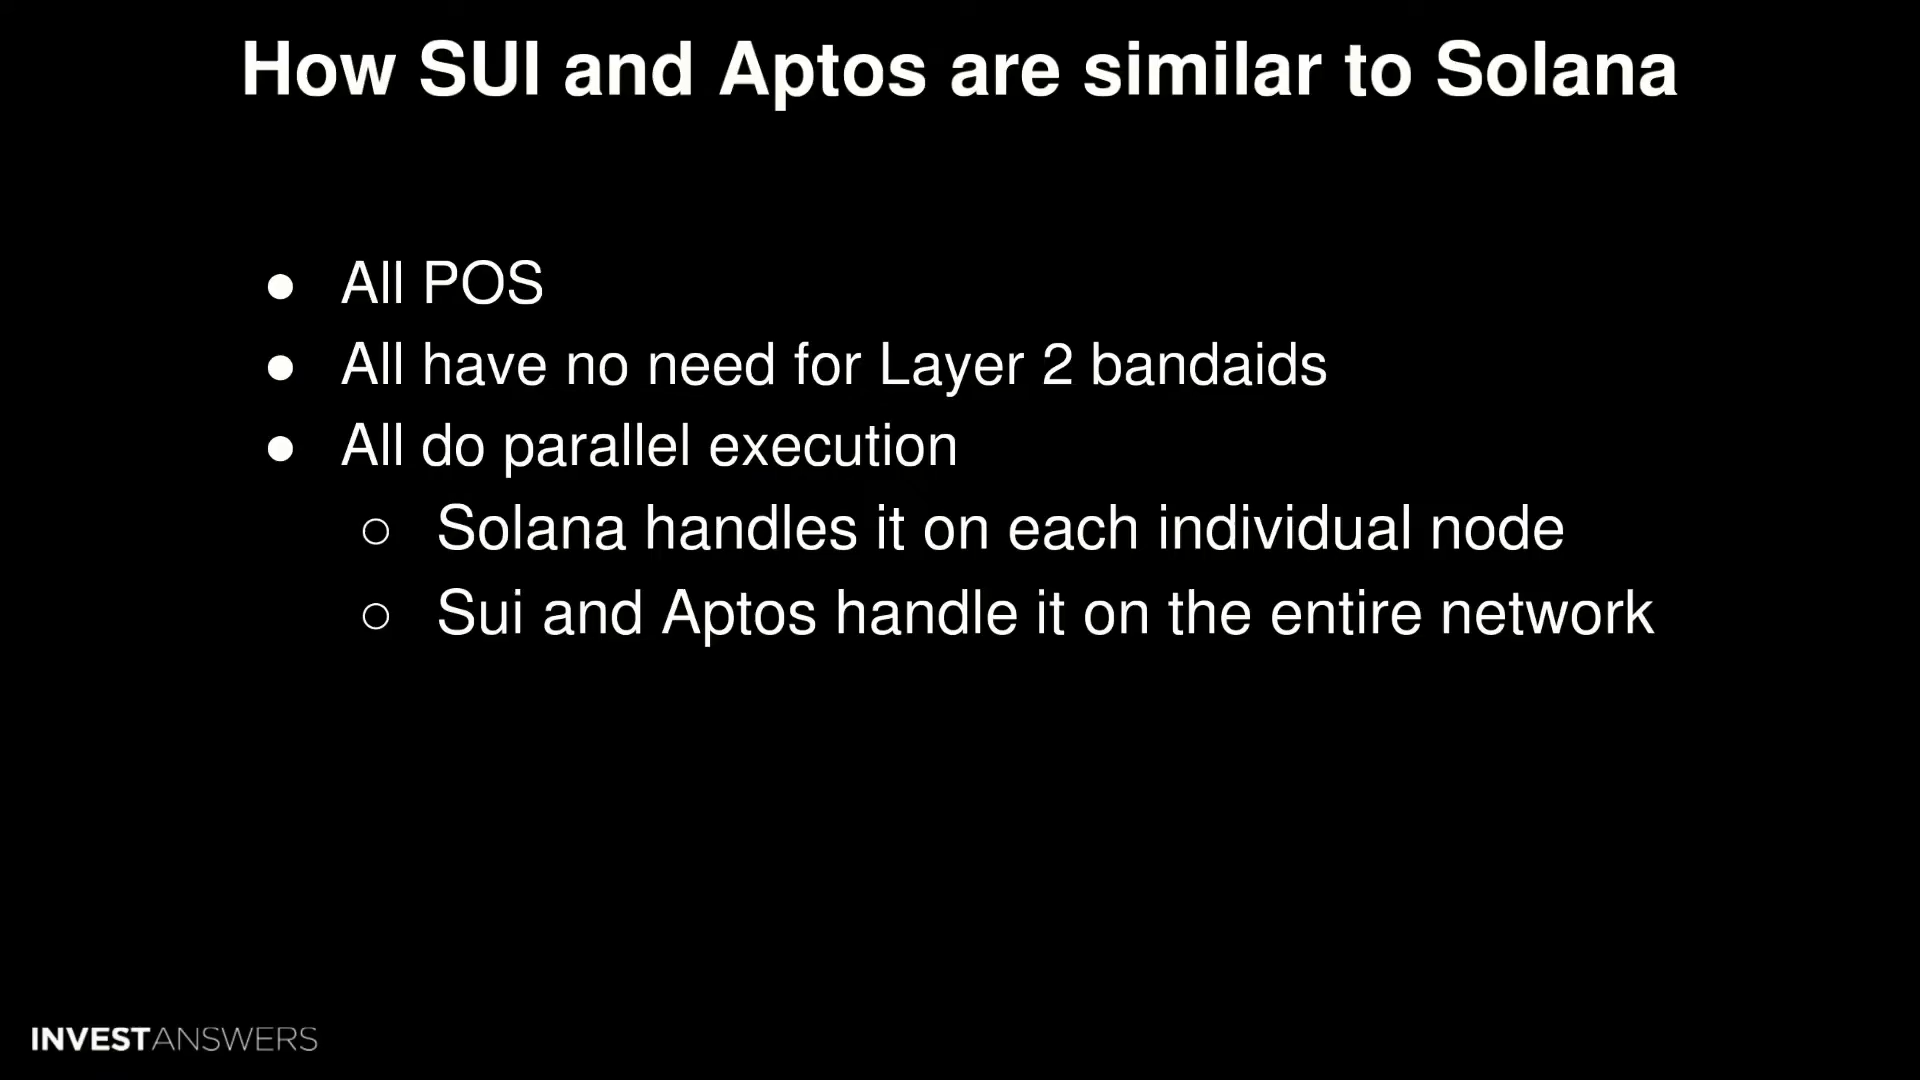 How SUI and Aptos are similar to Solana
● All POS
● All have no need for Layer 2 bandaids
● All do parallel execution
○ Solana handles it on each individual node
○ Sui and Aptos handle it on the entire network
INVESTANSWERS